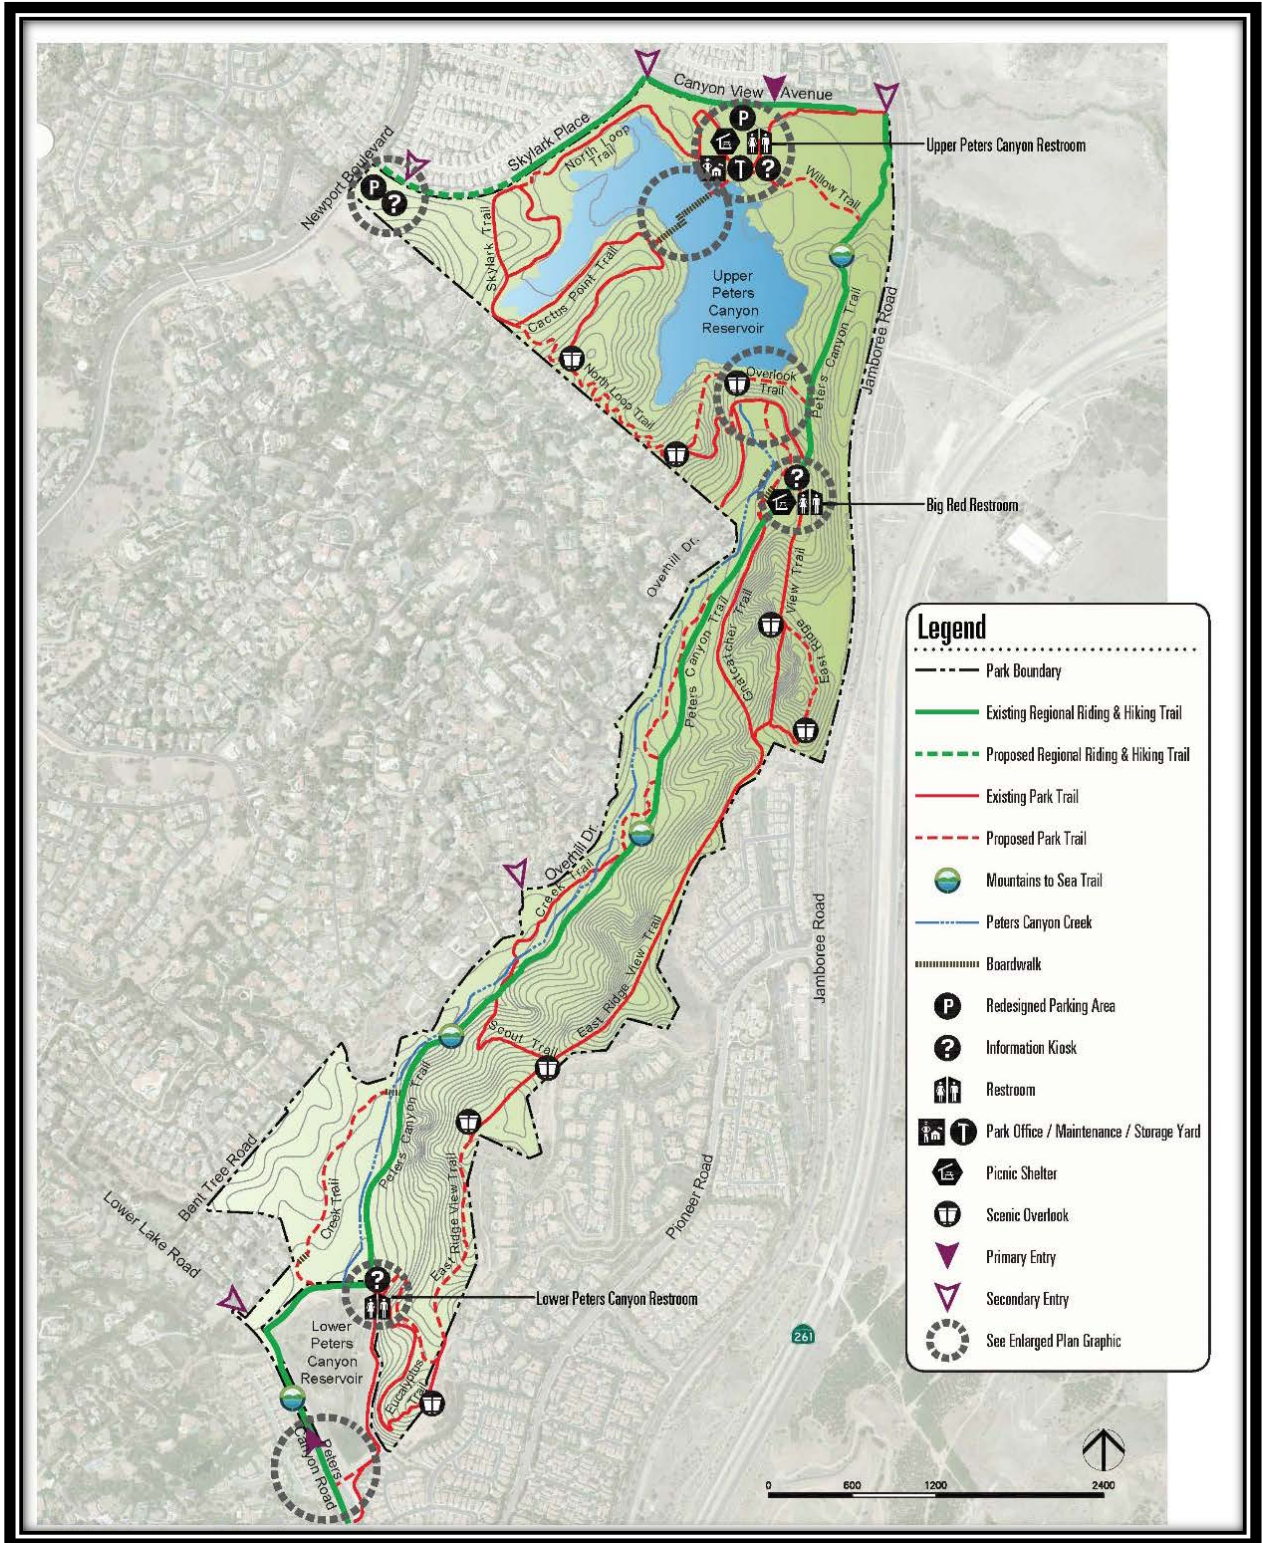 Canyon View Avenue
Newport Boulevard
Skylark Place
North Loop
Trail
P
Upper Peters Canyon Restroom
T
?
P
?
Willow Trail
Skylark Trail
Cactus Point Trail
Upper
Peters
Canyon
Reservoir
Peters Canyon Trail
Jamboree Road
North Loop Trail
Overlook
Trail
?
Big Red Restroom
Overhill Dr.
Peters Canyon Trail
Gnatcatcher Trail
East Ridge View Trail
East Ridge
Overhill Dr.
Creek Trail
East Ridge View Trail
Jamboree Road
Scout Trail
Peters Canyon Trail
Bent Tree Road
Lower Lake Road
Creek Trail
East Ridge View Trail
Pioneer Road
?
Lower Peters Canyon Restroom
Lower
Peters
Canyon
Reservoir
Eucalyptus
Trail
Peters
Canyon Road
261
Legend
Park Boundary
Existing Regional Riding & Hiking Trail
Proposed Regional Riding & Hiking Trail
Existing Park Trail
Proposed Park Trail
Mountains to Sea Trail
Peters Canyon Creek
Boardwalk
P Redesigned Parking Area
? Information Kiosk
Restroom
T Park Office / Maintenance / Storage Yard
Picnic Shelter
Scenic Overlook
Primary Entry
Secondary Entry
See Enlarged Plan Graphic
0 600 1200 2400